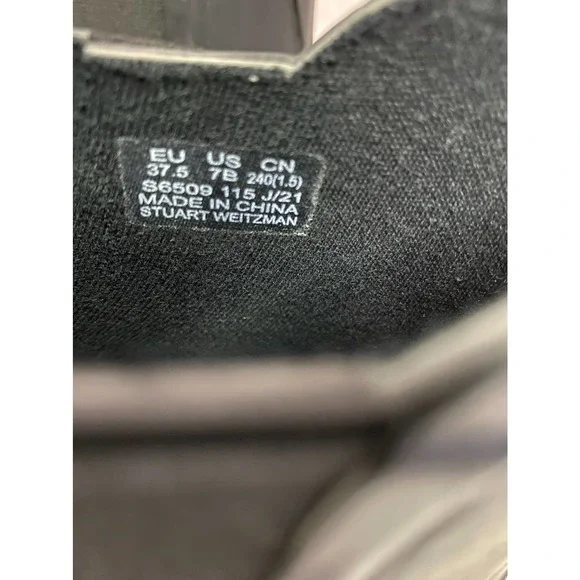 EU US CN
37.5 7B 240(1.5)
S6509 115 J/21
MADE IN CHINA
STUART WEITZMAN